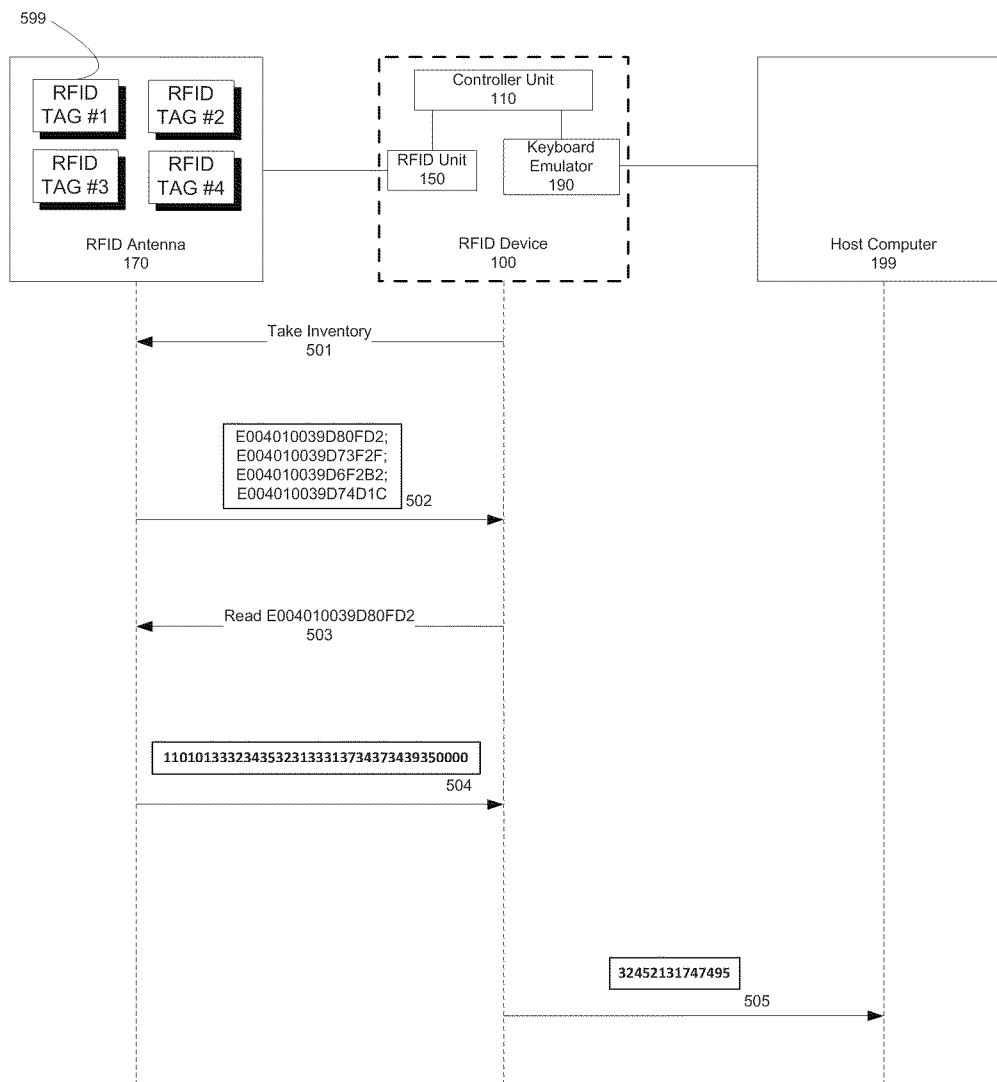 599
RFID
TAG #1
RFID
TAG #2
RFID
TAG #3
RFID
TAG #4
RFID Antenna
170
Controller Unit
110
RFID Unit
150
Keyboard
Emulator
190
RFID Device
100
Host Computer
199
Take Inventory
501
E004010039D80FD2;
E004010039D73F2F;
E004010039D6F2B2;
E004010039D74D1C
502
Read E004010039D80FD2
503
11010133323435323133313734373439350000
504
32452131747495
505